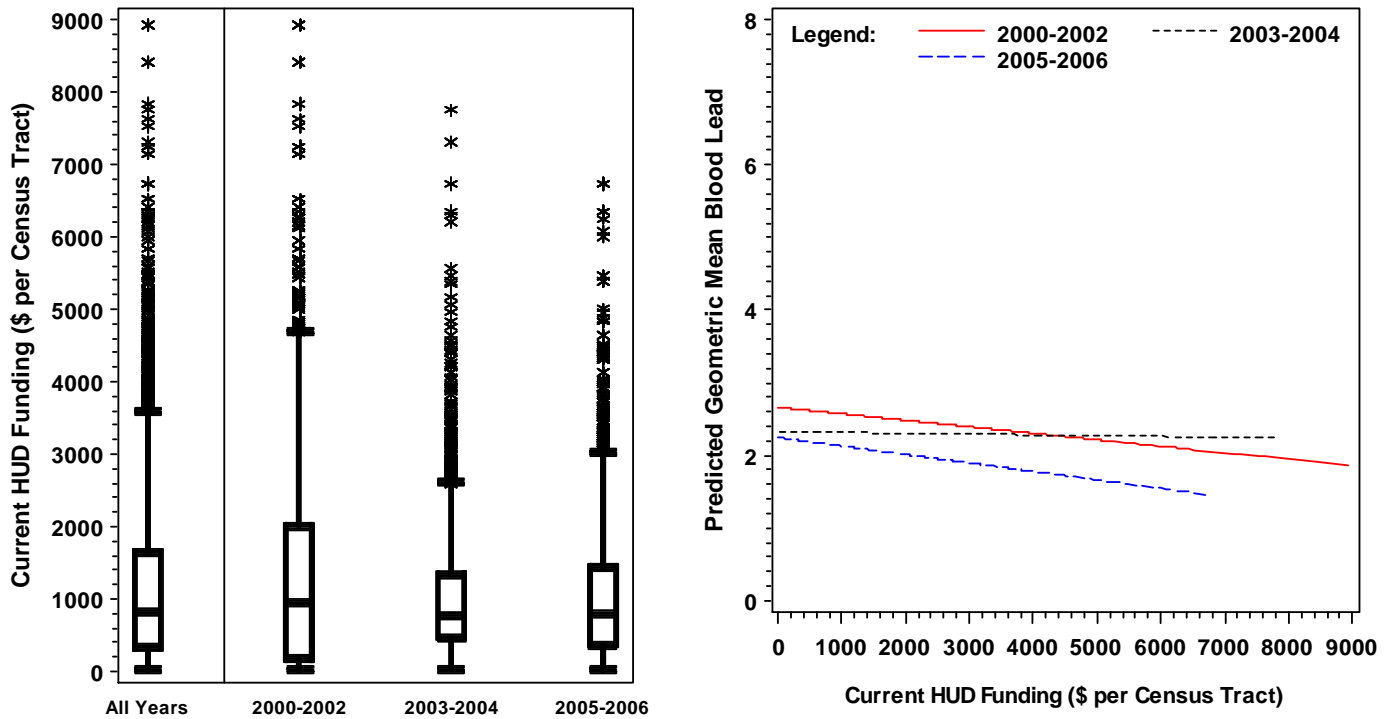 Current HUD Funding ($ per Census Tract)
9000
8000
7000
6000
5000
4000
3000
2000
1000
0
All Years 2000-2002 2003-2004 2005-2006
Predicted Geometric Mean Blood Lead
8
6
4
2
0
Legend: 2000-2002 2003-2004
2005-2006
0 1000 2000 3000 4000 5000 6000 7000 8000 9000
Current HUD Funding ($ per Census Tract)